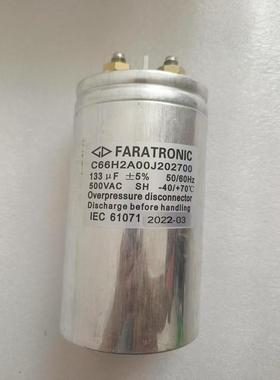 FARATRONIC
C66H2A00J202700
133 μF ±5% 50/60Hz
500VAC SH -40/+70℃
Overpressure disconnector
Discharge before handling
IEC 61071 2022-03